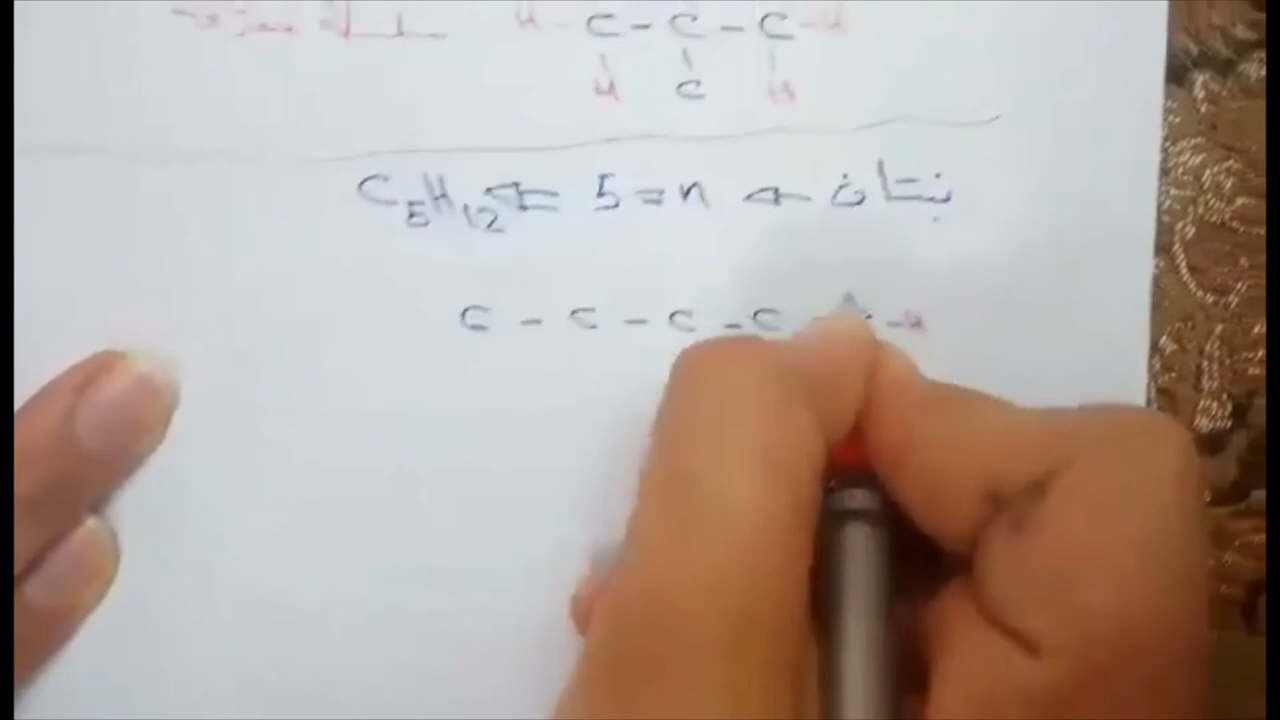 H - C - C - C - H
H C H
بنتان ← n = 5 ⇐ C5H12
C - C - C - C - C - H